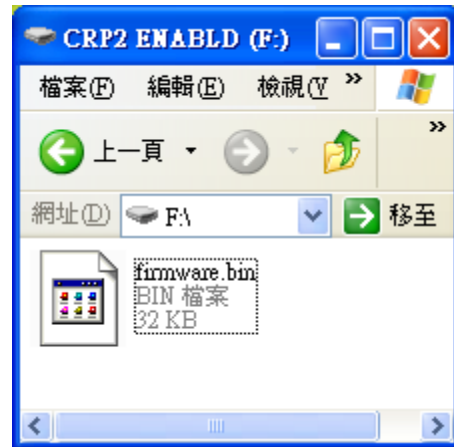 CRP2 ENABLD (F:)
檔案(F) 編輯(E) 檢視(V »
上一頁 »
網址(D) F:\ 移至
firmware.bin
BIN 檔案
32 KB